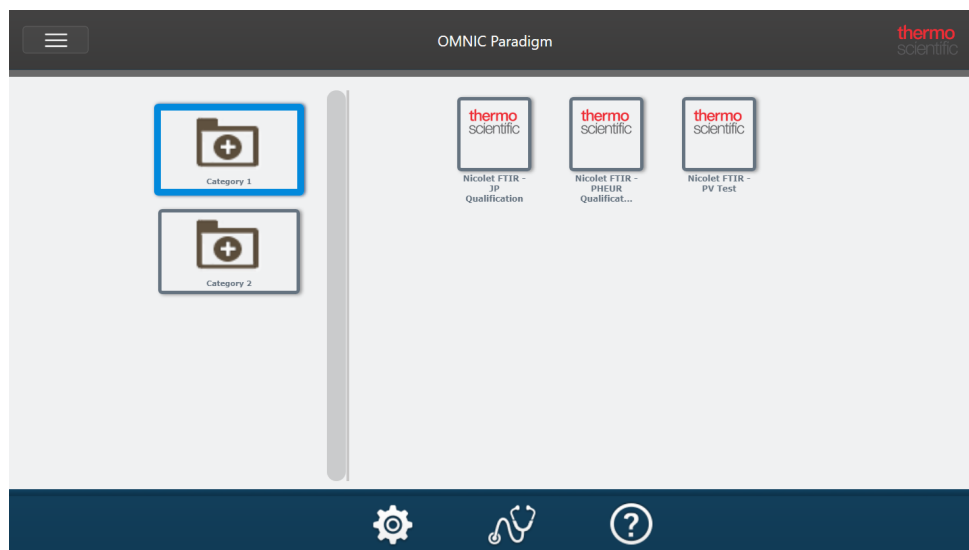 OMNIC Paradigm
thermo
scientific
Category 1
Category 2
thermo
scientific
Nicolet FTIR -
JP
Qualification
thermo
scientific
Nicolet FTIR -
PHEUR
Qualificat...
thermo
scientific
Nicolet FTIR -
PV Test
?